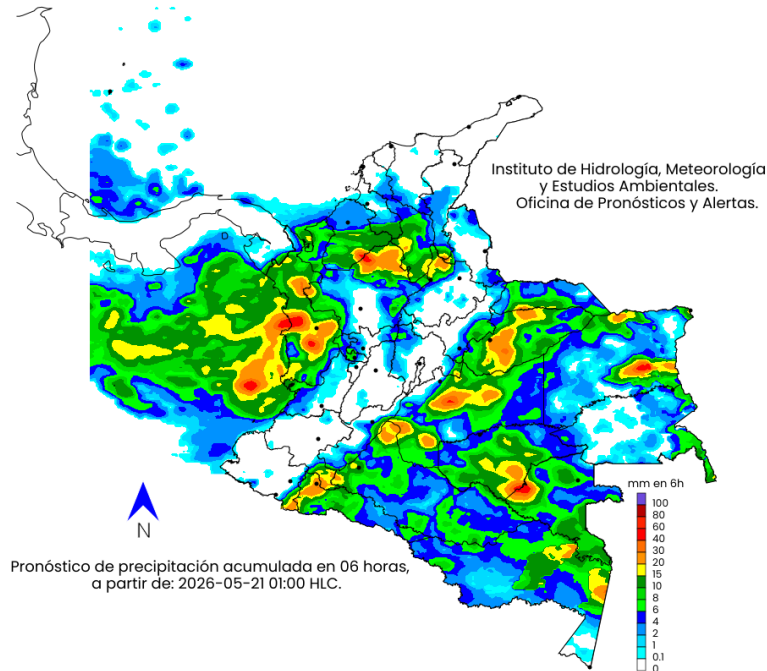 Instituto de Hidrología, Meteorología
y Estudios Ambientales.
Oficina de Pronósticos y Alertas.
mm en 6h
100
80
60
40
30
20
15
10
8
6
4
2
1
0.1
0
N
Pronóstico de precipitación acumulada en 06 horas,
a partir de: 2026-05-21 01:00 HLC.